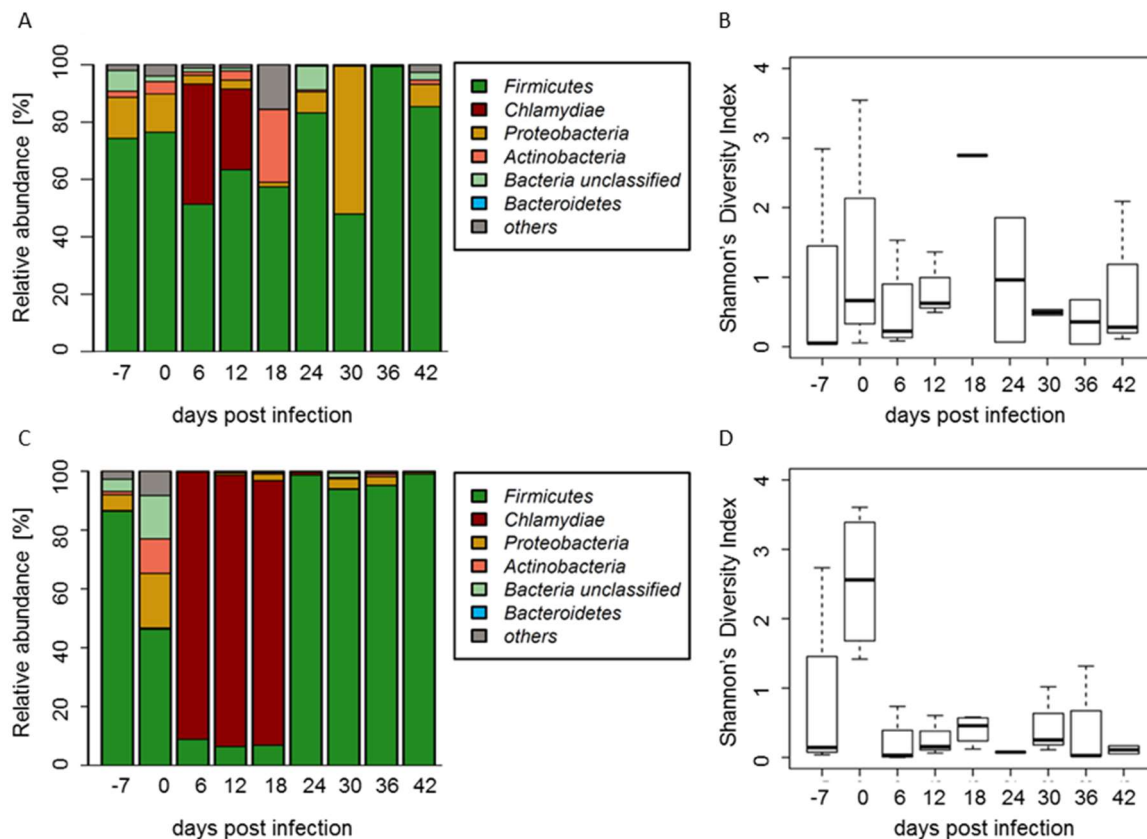 A
Relative abundance [%]
100
80
60
40
20
0
-7 0 6 12 18 24 30 36 42
days post infection
Firmicutes
Chlamydiae
Proteobacteria
Actinobacteria
Bacteria unclassified
Bacteroidetes
others
B
Shannon's Diversity Index
4
3
2
1
0
-7 0 6 12 18 24 30 36 42
days post infection
C
Relative abundance [%]
100
80
60
40
20
0
-7 0 6 12 18 24 30 36 42
days post infection
Firmicutes
Chlamydiae
Proteobacteria
Actinobacteria
Bacteria unclassified
Bacteroidetes
others
D
Shannon's Diversity Index
4
3
2
1
0
-7 0 6 12 18 24 30 36 42
days post infection